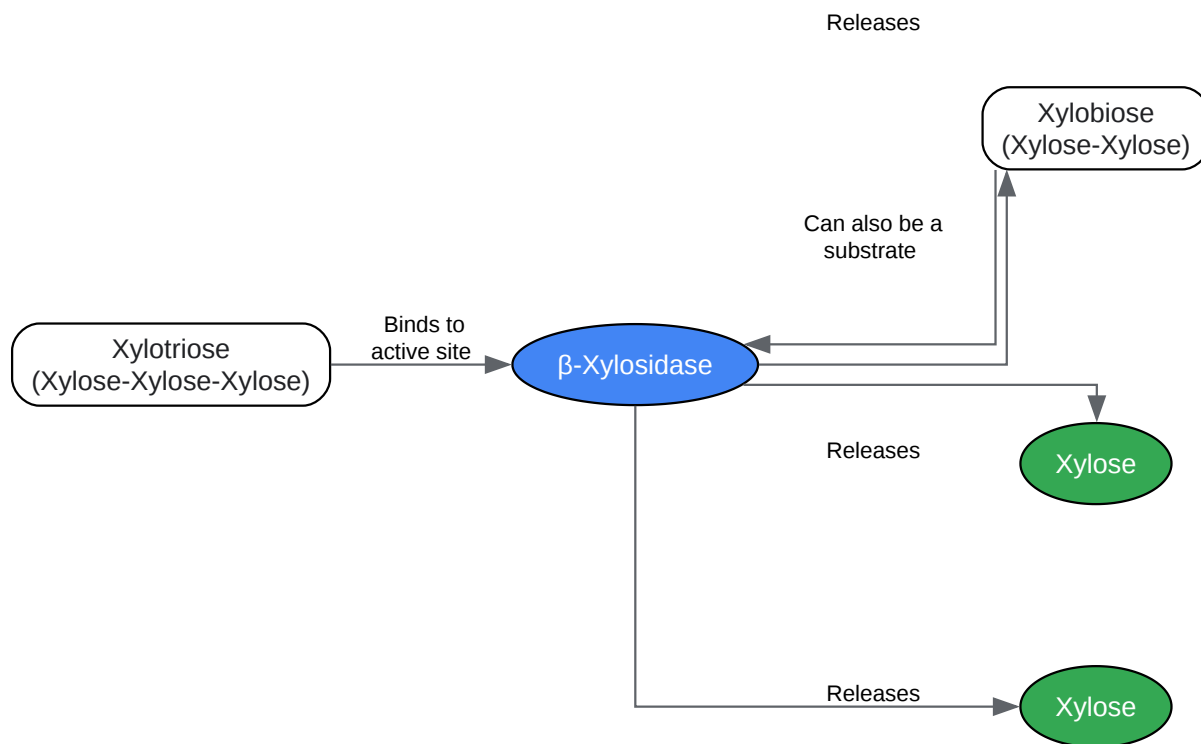 Releases
Xylobiose
(Xylose-Xylose)
Can also be a
substrate
Binds to
active site
Xylotriose
(Xylose-Xylose-Xylose)
β-Xylosidase
Releases
Xylose
Releases
Xylose